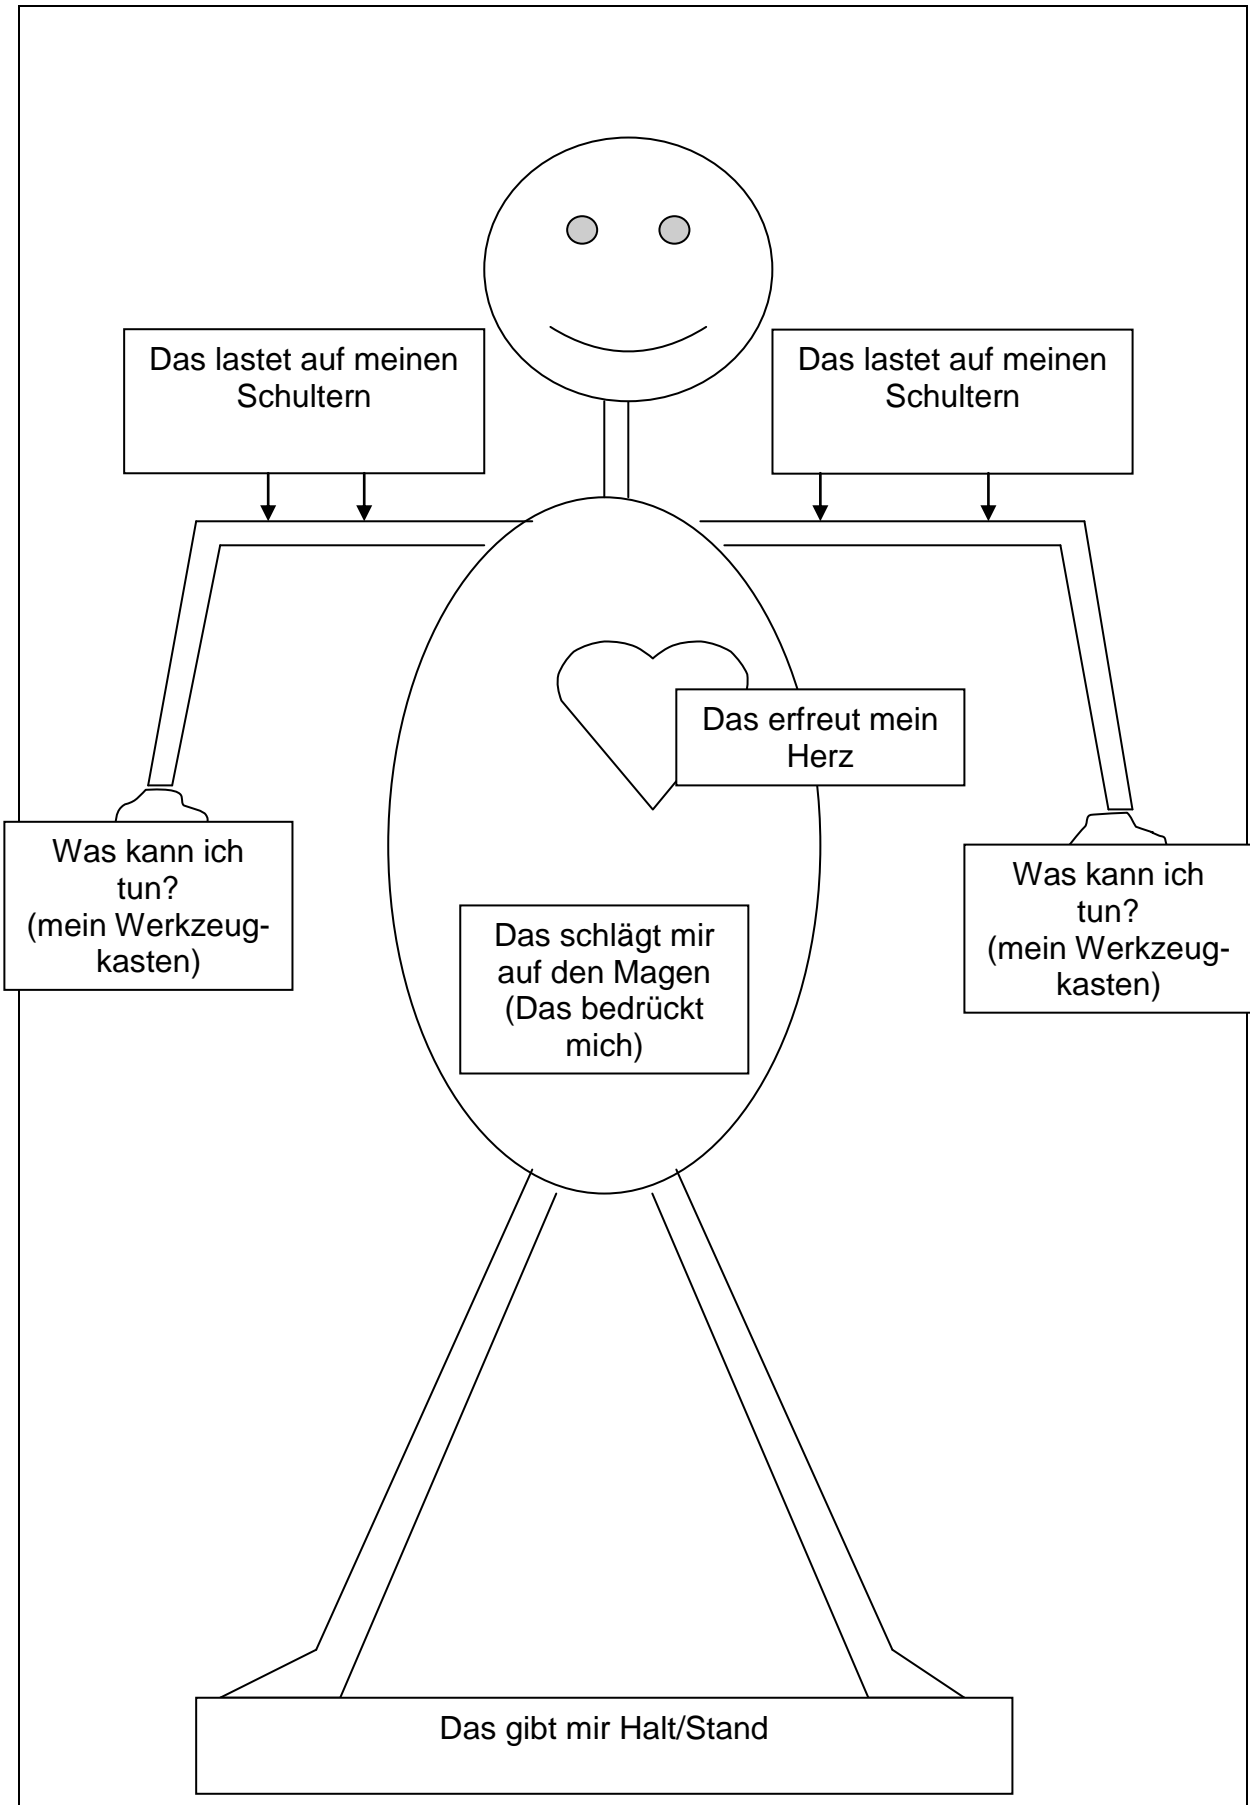 Das lastet auf meinen
Schultern
Das lastet auf meinen
Schultern
Das erfreut mein
Herz
Was kann ich
tun?
(mein Werkzeug-
kasten)
Was kann ich
tun?
(mein Werkzeug-
kasten)
Das schlägt mir
auf den Magen
(Das bedrückt
mich)
Das gibt mir Halt/Stand